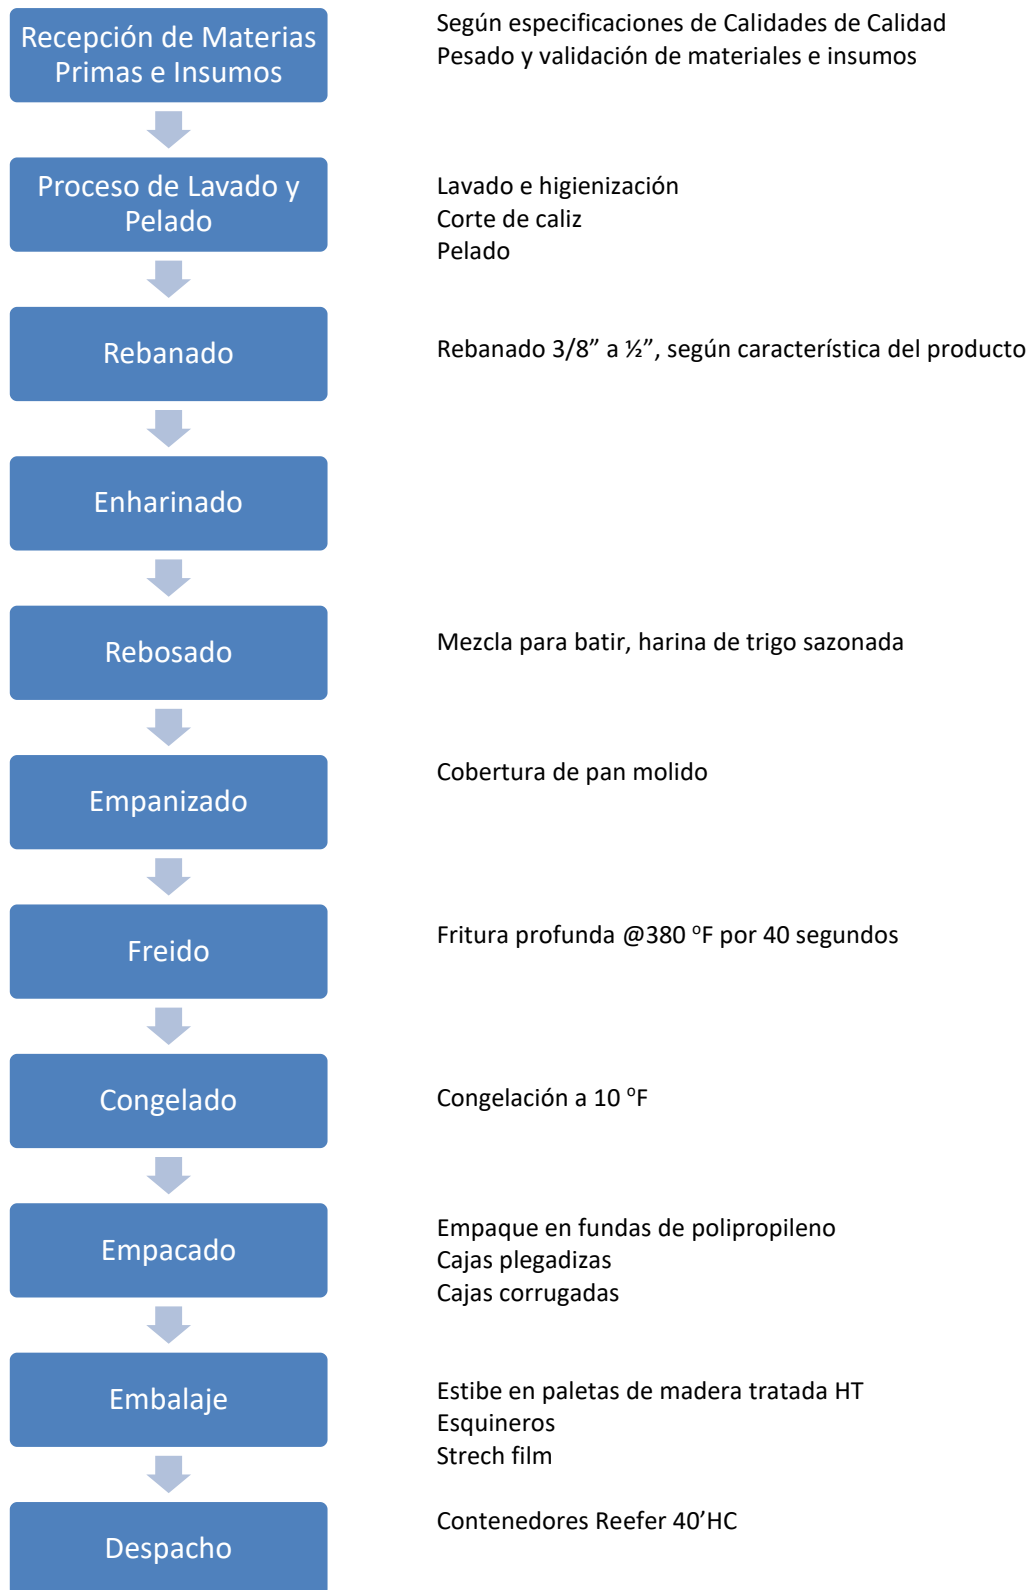 Recepción de Materias
Primas e Insumos
Según especificaciones de Calidades de Calidad
Pesado y validación de materiales e insumos
Proceso de Lavado y
Pelado
Lavado e higienización
Corte de caliz
Pelado
Rebanado
Rebanado 3/8” a ½”, según característica del producto
Enharinado
Rebosado
Mezcla para batir, harina de trigo sazonada
Empanizado
Cobertura de pan molido
Freido
Fritura profunda @380 ºF por 40 segundos
Congelado
Congelación a 10 ºF
Empacado
Empaque en fundas de polipropileno
Cajas plegadizas
Cajas corrugadas
Embalaje
Estibe en paletas de madera tratada HT
Esquineros
Strech film
Despacho
Contenedores Reefer 40’HC